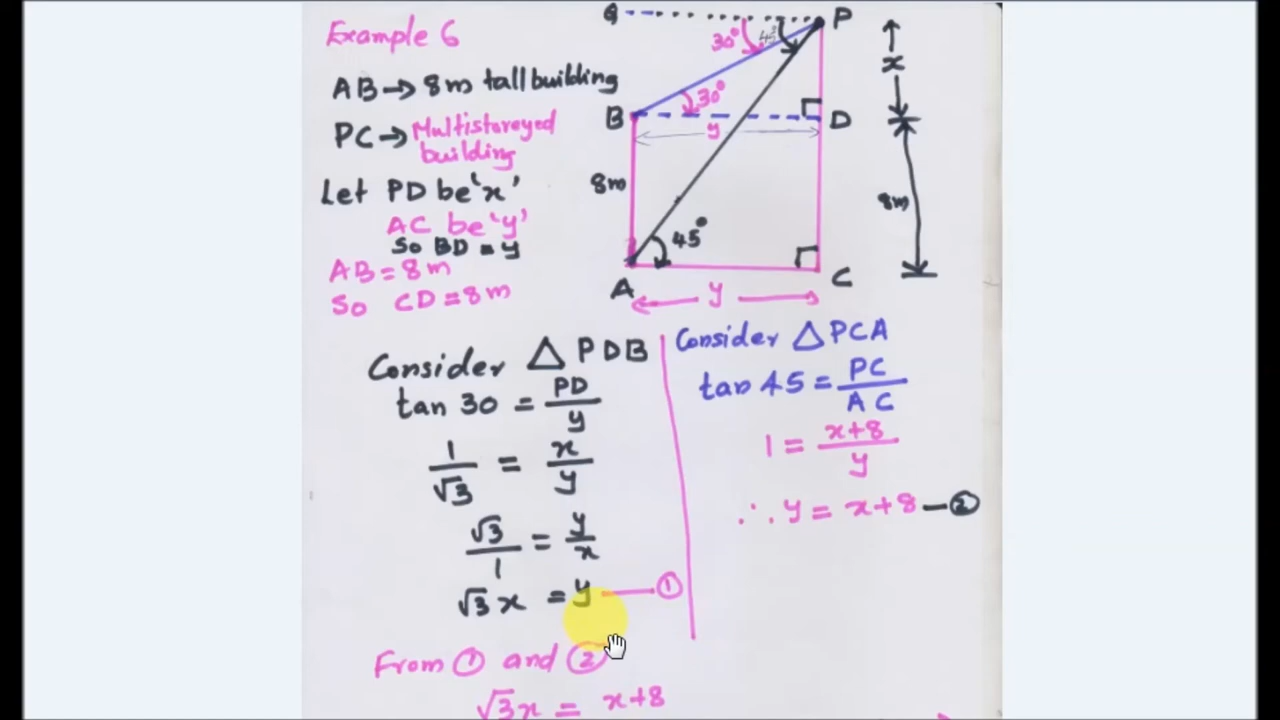 Example 6
AB → 8m tall building
PC → Multistoreyed
building
Let PD be 'x'
AC be 'y'
So BD = y
AB = 8m
So CD = 8m
Q P
30° 45°
x
30°
B D
y
8m
8m
45°
A C
y
Consider △ PDB
tan 30 = PD/y
1/√3 = x/y
√3/1 = y/x
√3 x = y — ①
Consider △ PCA
tan 45 = PC/AC
1 = x+8/y
∴ y = x+8 — ②
From ① and ②
√3x = x+8